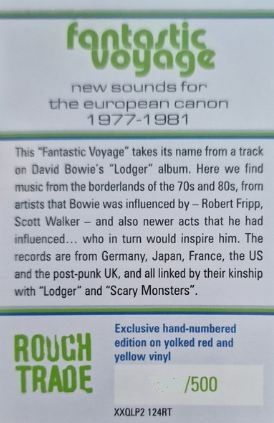 fantastic
voyage
new sounds for
the european canon
1977-1981
This "Fantastic Voyage" takes its name from a track
on David Bowie's "Lodger" album. Here we find
music from the borderlands of the 70s and 80s, from
artists that Bowie was influenced by – Robert Fripp,
Scott Walker – and also newer acts that he had
influenced... who in turn would inspire him. The
records are from Germany, Japan, France, the US
and the post-punk UK, and all linked by their kinship
with "Lodger" and "Scary Monsters".
ROUGH
TRADE
Exclusive hand-numbered
edition on yolked red and
yellow vinyl
/500
XXQLP2 124RT